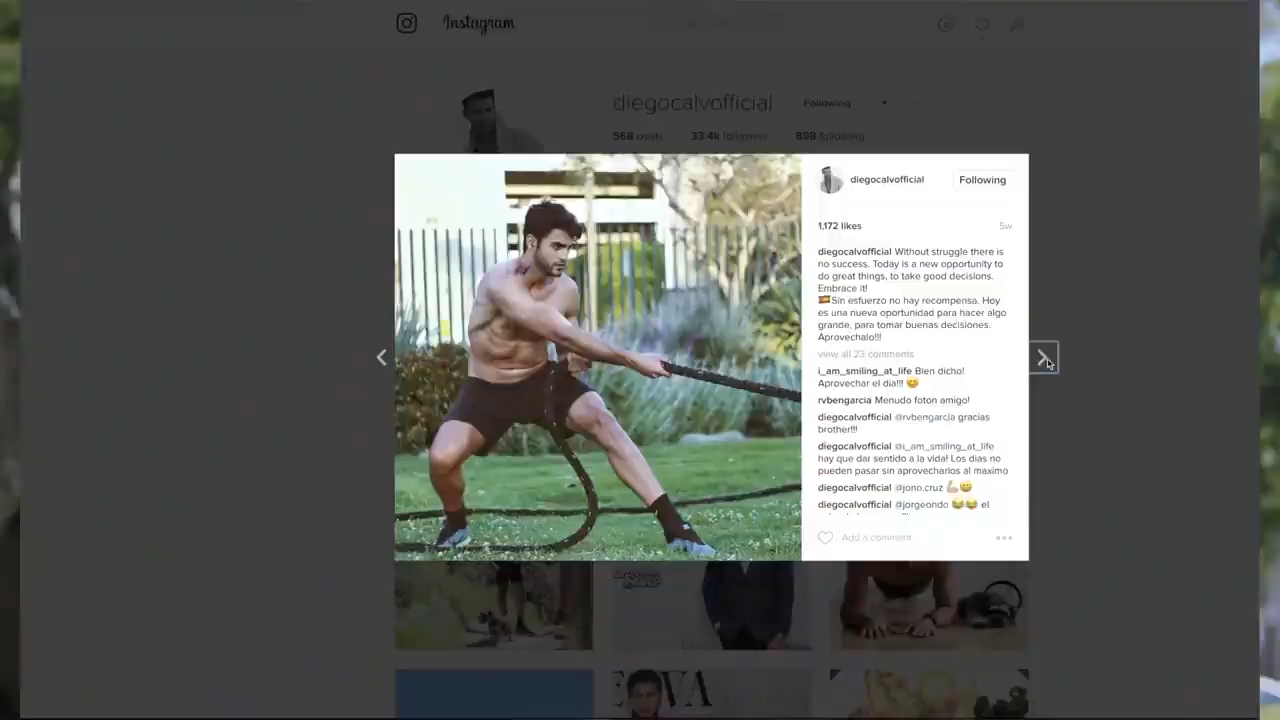 Instagram
diegocalvofficial Following
568 posts 33.4k followers 898 following
diegocalvofficial Following
1,172 likes 5w
diegocalvofficial Without struggle there is
no success. Today is a new opportunity to
do great things, to take good decisions.
Embrace it!
🇪🇸Sin esfuerzo no hay recompensa. Hoy
es una nueva oportunidad para hacer algo
grande, para tomar buenas decisiones.
Aprovechalo!!!
view all 23 comments
i_am_smiling_at_life Bien dicho!
Aprovechar el dia!!! 😊
rvbengarcia Menudo foton amigo!
diegocalvofficial @rvbengarcia gracias
brother!!!
diegocalvofficial @i_am_smiling_at_life
hay que dar sentido a la vida! Los dias no
pueden pasar sin aprovecharlos al maximo
diegocalvofficial @jono.cruz 💪😀
diegocalvofficial @jorgeondo 😂😂 el
Add a comment